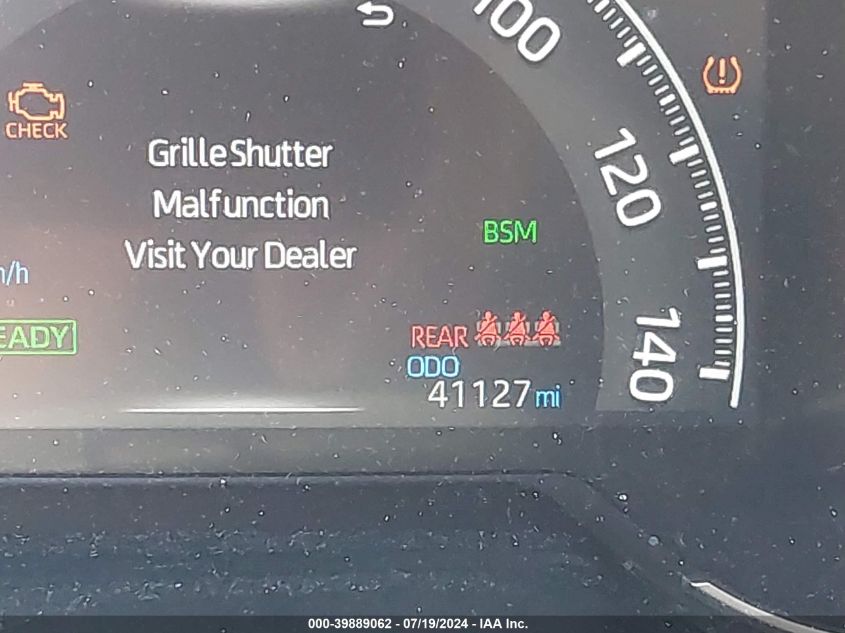 100
CHECK
Grille Shutter
Malfunction
Visit Your Dealer
120
BSM
/h
EADY
REAR
140
ODO
41127 mi
000-39889062 - 07/19/2024 - IAA Inc.